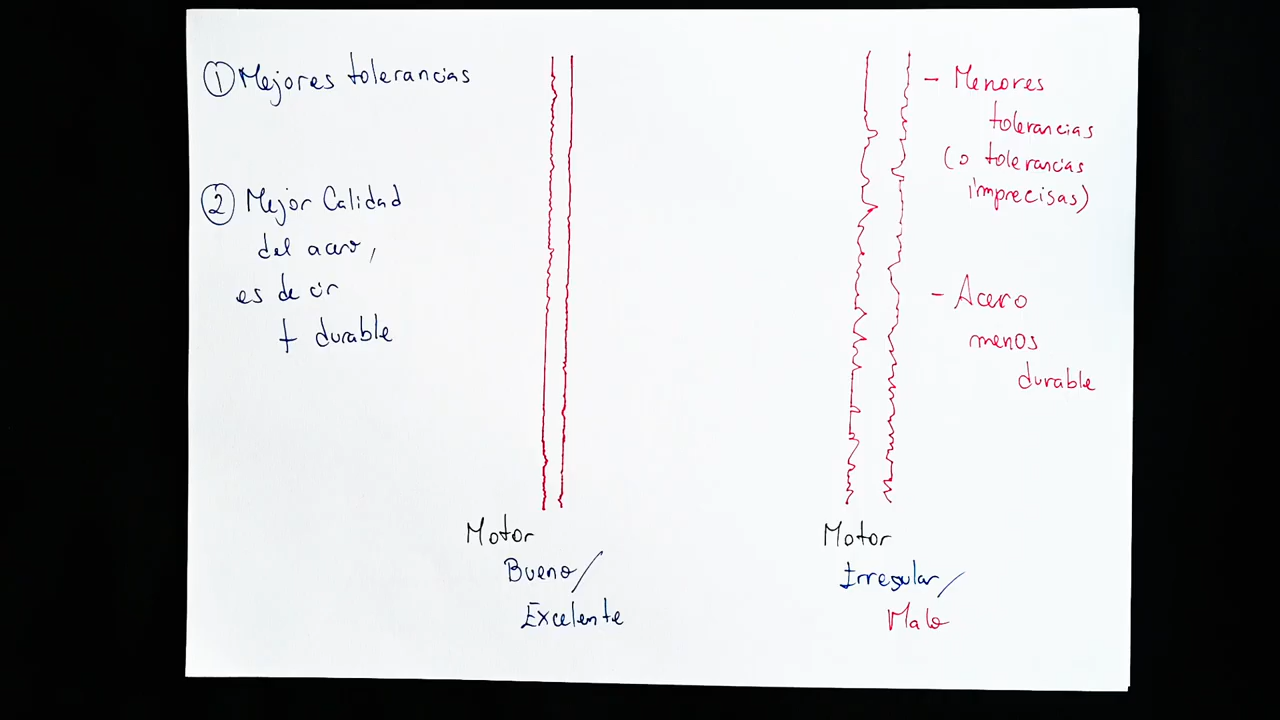 ① Mejores tolerancias
② Mejor Calidad
del acero,
es decir
+ durable
Motor
Bueno/
Excelente
- Menores
tolerancias
(o tolerancias
imprecisas)
- Acero
menos
durable
Motor
Irregular/
Malo